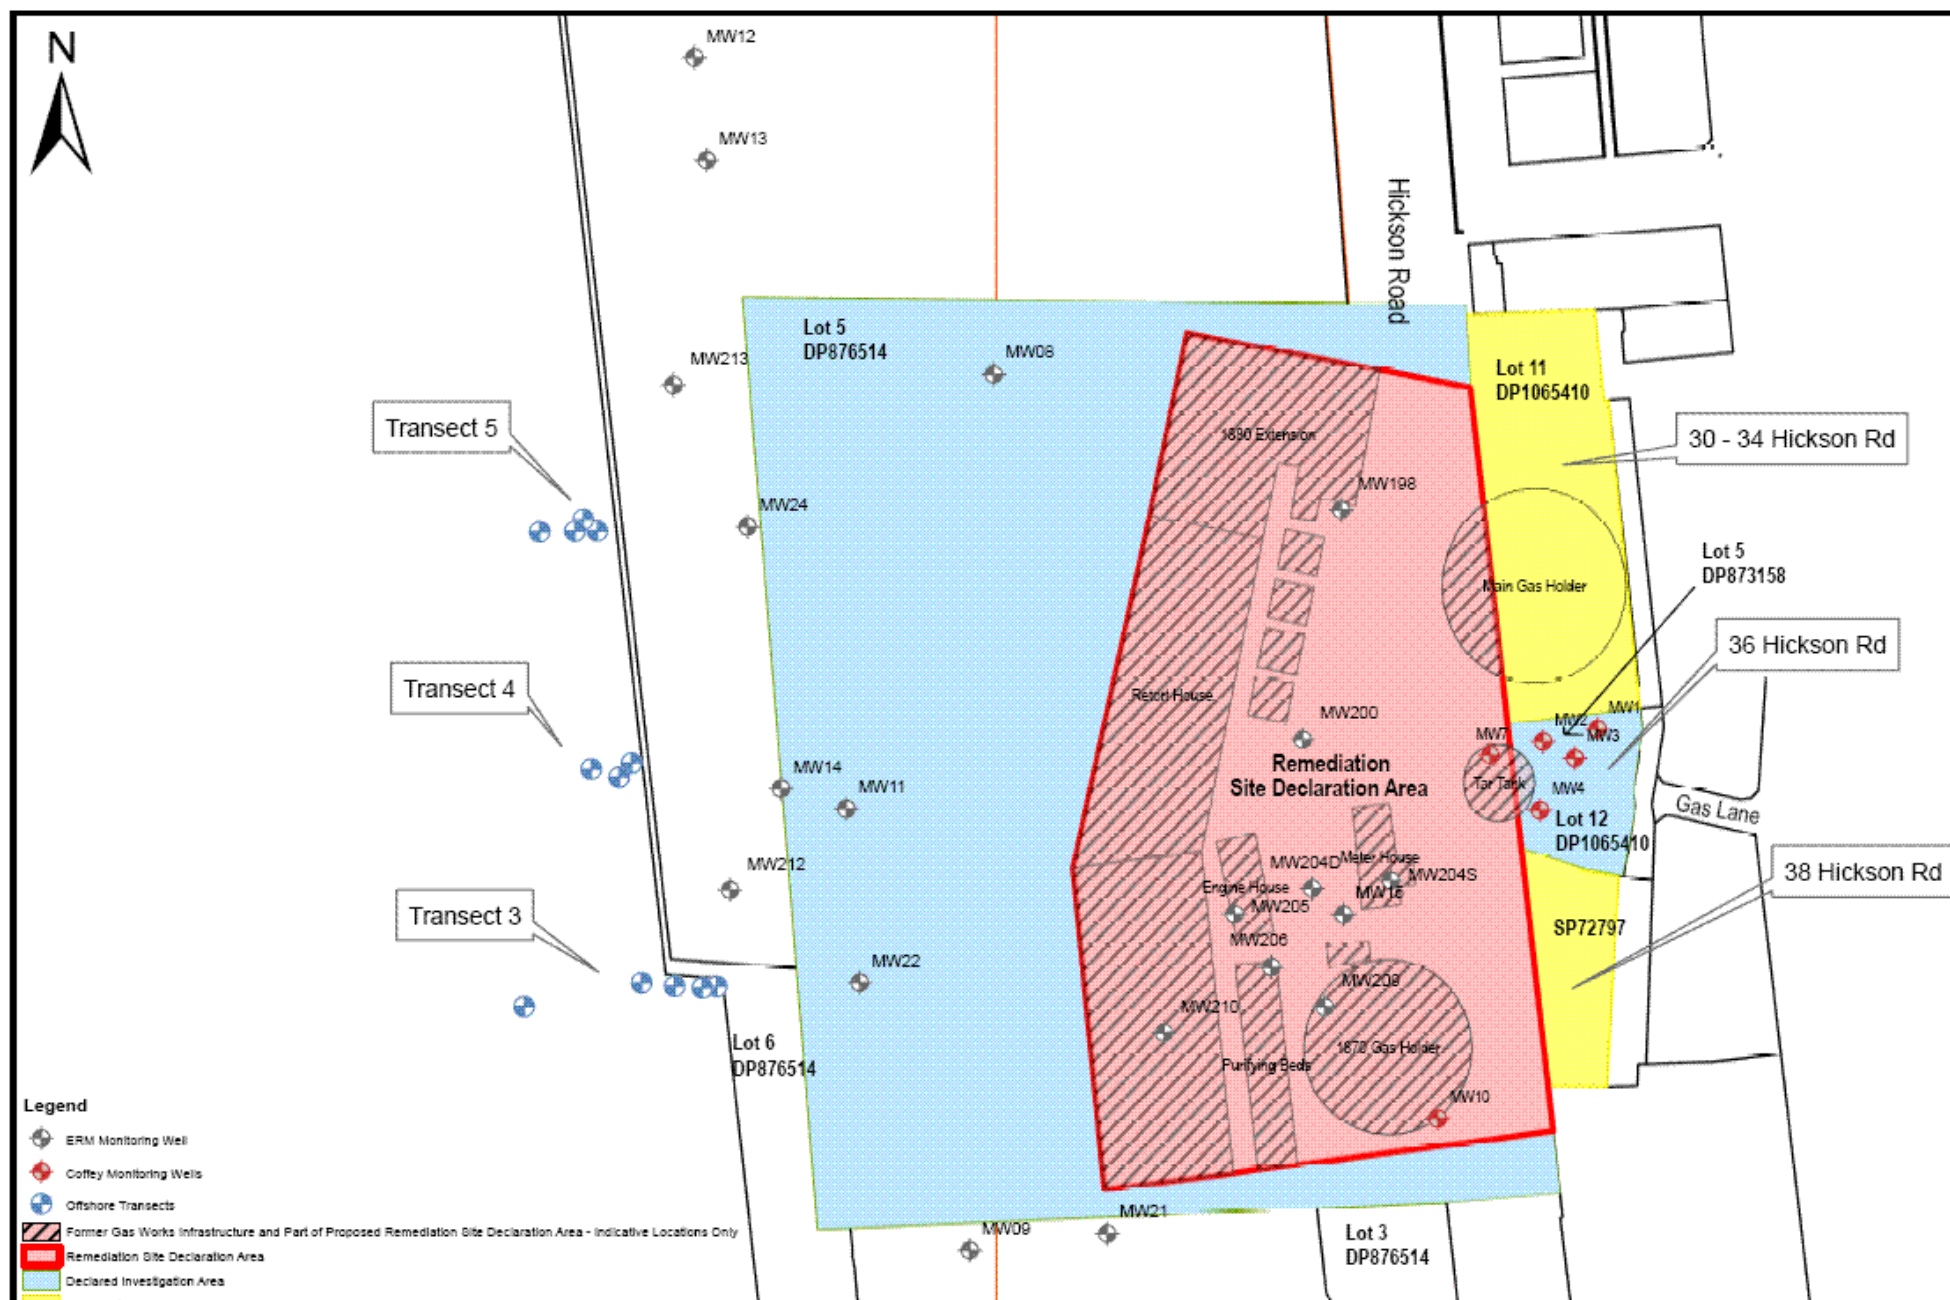 N
MW12
MW13
Hickson Road
Lot 5
DP876514
MW08
MW213
Lot 11
DP1065410
Transect 5
30 - 34 Hickson Rd
1890 Extension
MW198
MW24
Lot 5
DP873158
Main Gas Holder
36 Hickson Rd
Transect 4
Retort House
MW200
MW1
MW2
MW3
MW7
Remediation
Site Declaration Area
MW14
MW11
Tar Tank
MW4
Lot 12
DP1065410
Gas Lane
MW212
MW204D
Meter House
MW204S
Engine House
MW16
MW205
38 Hickson Rd
Transect 3
SP72797
MW206
MW22
MW209
MW210
Lot 6
DP876514
1870 Gas Holder
Purifying Beds
MW10
MW21
MW09
Lot 3
DP876514
Legend
ERM Monitoring Well
Coffey Monitoring Wells
Offshore Transects
Former Gas Works Infrastructure and Part of Proposed Remediation Site Declaration Area - Indicative Locations Only
Remediation Site Declaration Area
Declared Investigation Area